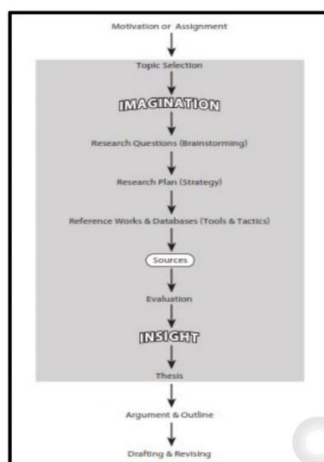 Motivation or Assignment
Topic Selection
IMAGINATION
Research Questions (Brainstorming)
Research Plan (Strategy)
Reference Works & Databases (Tools & Tactics)
Sources
Evaluation
INSIGHT
Thesis
Argument & Outline
Drafting & Revising